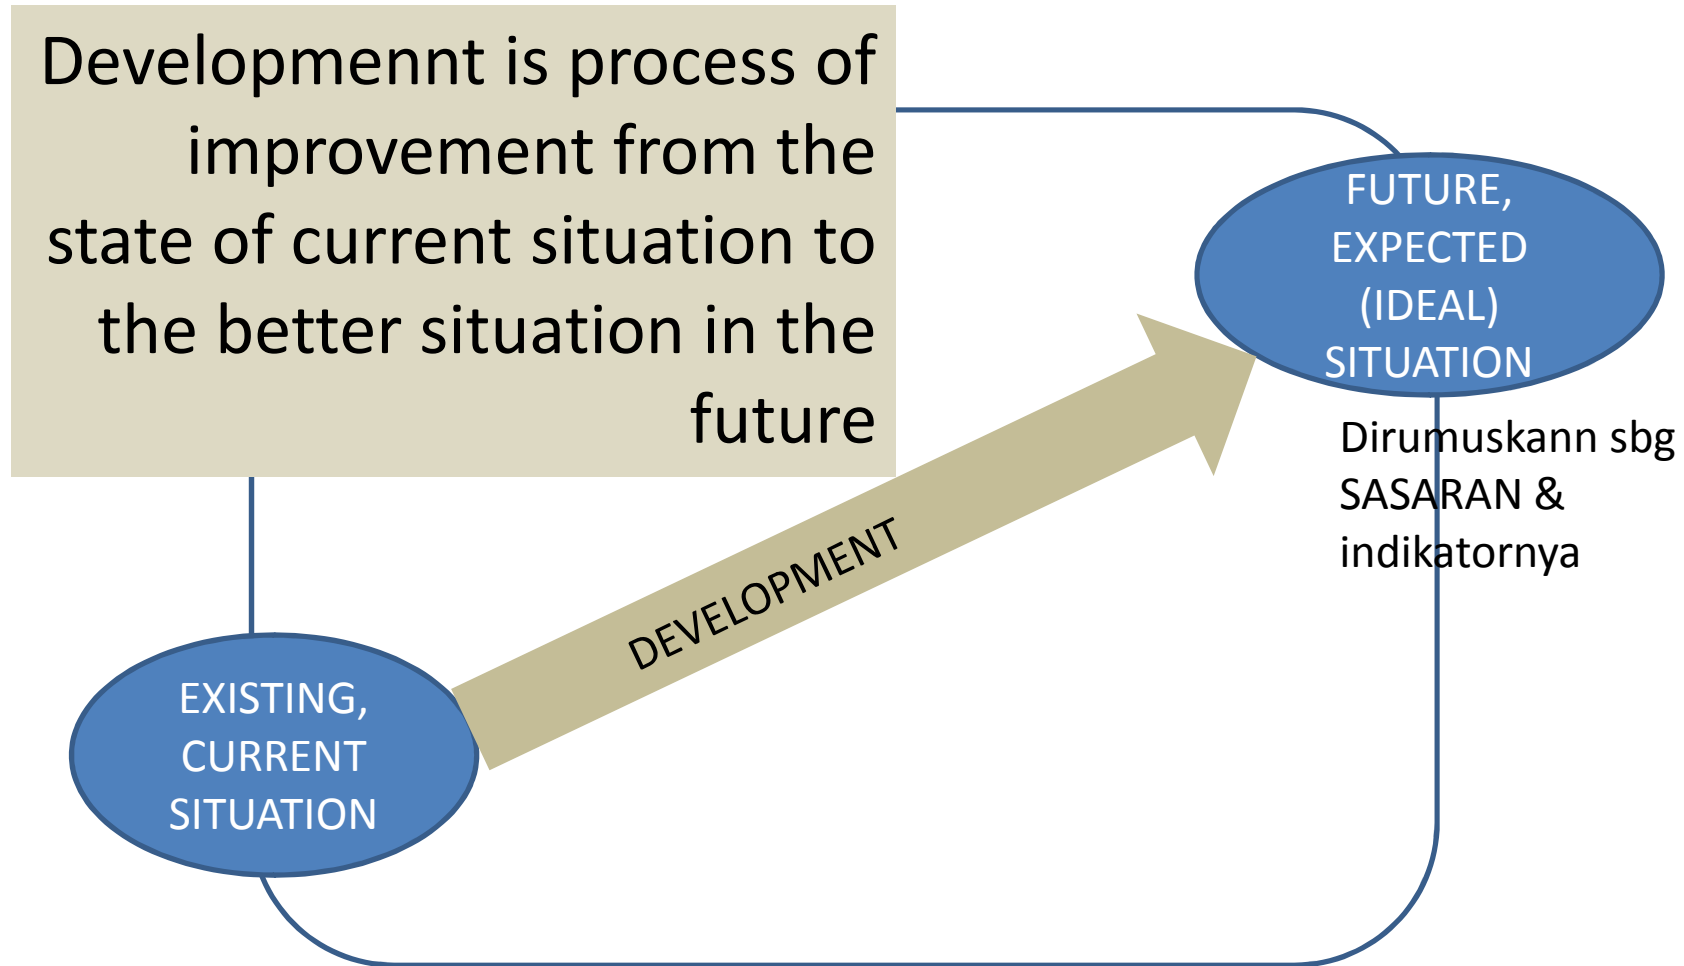 Developmennt is process of
improvement from the
state of current situation to
the better situation in the
future
FUTURE,
EXPECTED
(IDEAL)
SITUATION
Dirumuskann sbg
SASARAN &
indikatornya
DEVELOPMENT
EXISTING,
CURRENT
SITUATION